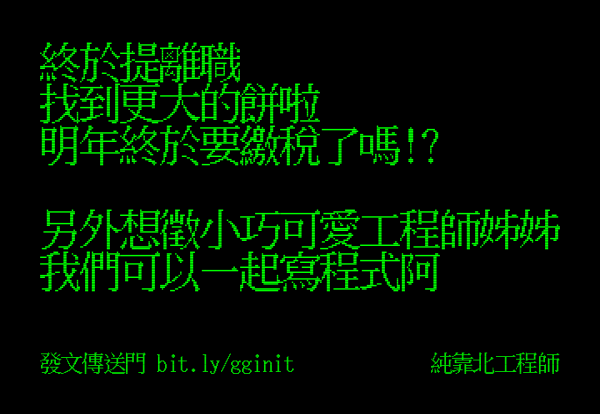 終於提離職
找到更大的餅啦
明年終於要繳稅了嗎!?
另外想徵小巧可愛工程師姊姊
我們可以一起寫程式阿
發文傳送門 bit.ly/gginit
純靠北工程師